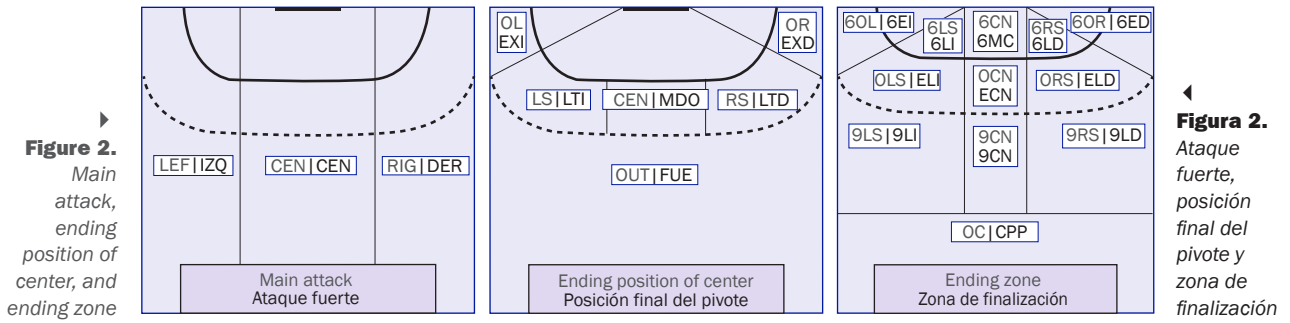 Figure 2.
Main
attack,
ending
position of
center, and
ending zone
LEF|IZQ
CEN|CEN
RIG|DER
Main attack
Ataque fuerte
OL
EXI
OR
EXD
LS|LTI
CEN|MDO
RS|LTD
OUT|FUE
Ending position of center
Posición final del pivote
6OL|6EI
6LS
6LI
6CN
6MC
6RS
6LD
6OR|6ED
OLS|ELI
OCN
ECN
ORS|ELD
9LS|9LI
9CN
9CN
9RS|9LD
OC|CPP
Ending zone
Zona de finalización
Figura 2.
Ataque
fuerte,
posición
final del
pivote y
zona de
finalización